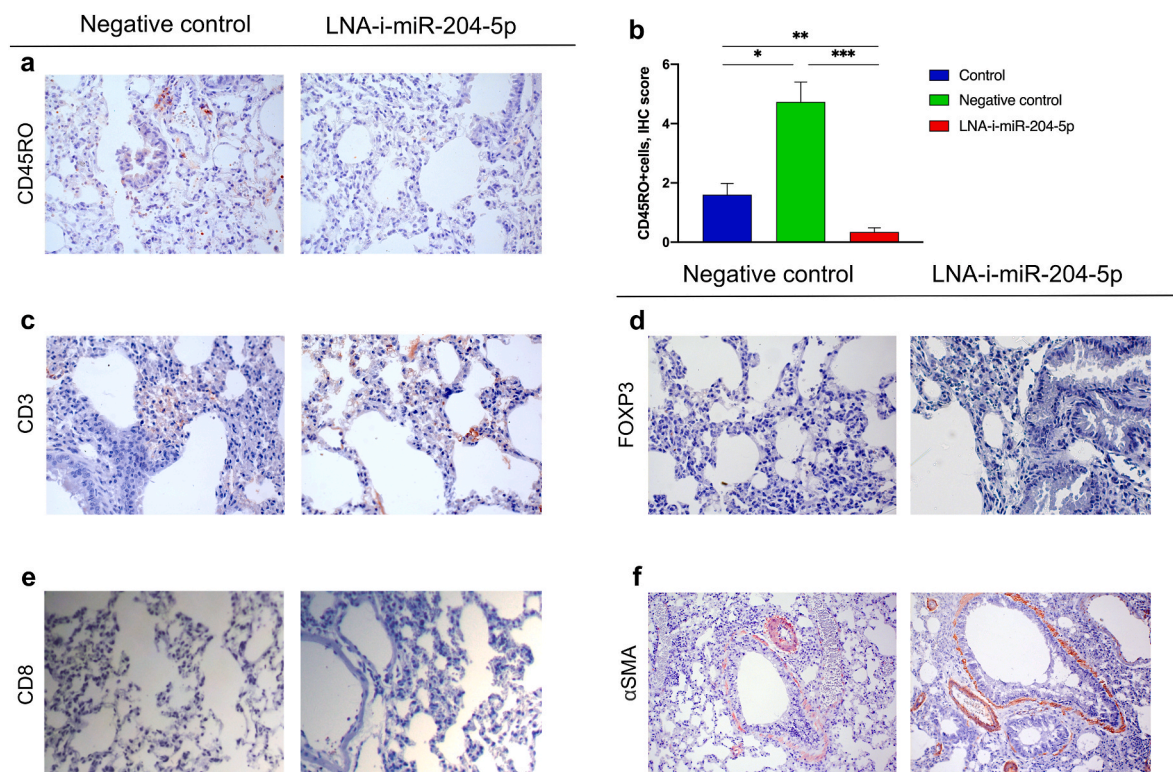 Negative control LNA-i-miR-204-5p
a
CD45RO
b
** 
* ***
CD45RO+cells, IHC score
6
4
2
0
Control
Negative control
LNA-i-miR-204-5p
Negative control LNA-i-miR-204-5p
c
CD3
d
FOXP3
e
CD8
f
αSMA